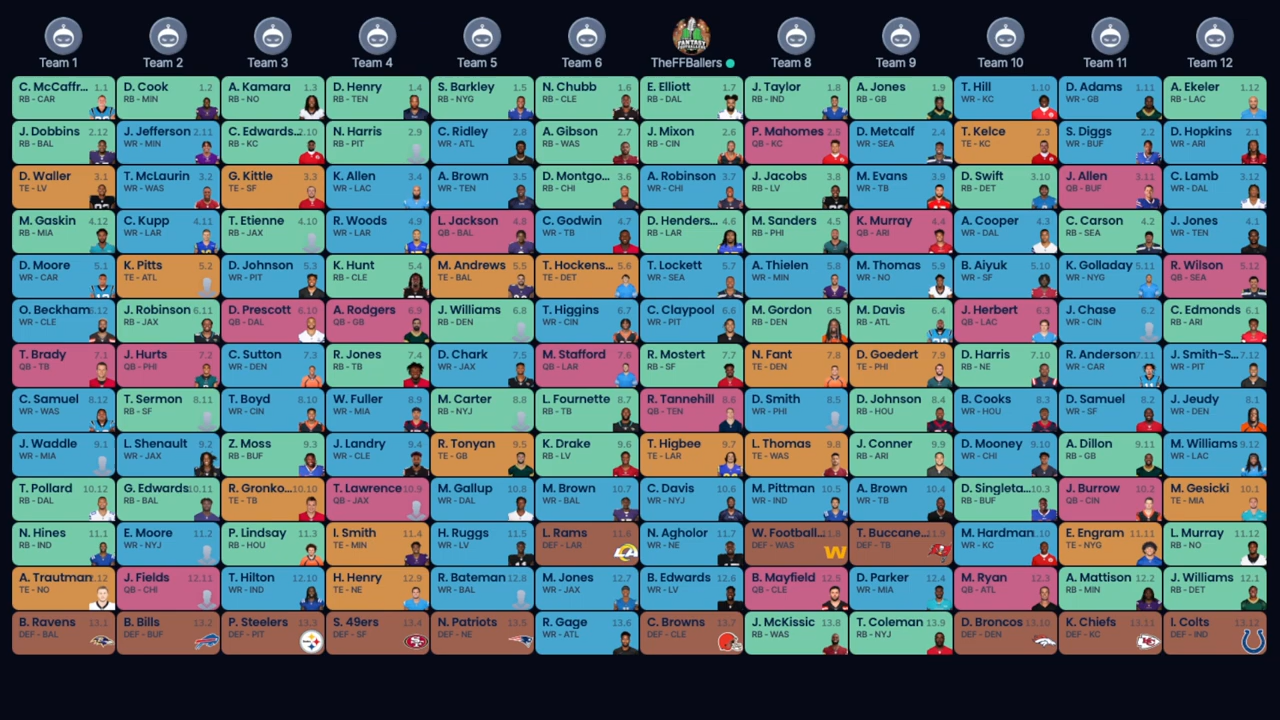 FANTASY FOOTBALLERS
Team 1 Team 2 Team 3 Team 4 Team 5 Team 6 TheFFBallers Team 8 Team 9 Team 10 Team 11 Team 12
C. McCaffr... 1.1 D. Cook 1.2 A. Kamara 1.3 D. Henry 1.4 S. Barkley 1.5 N. Chubb 1.6 E. Elliott 1.7 J. Taylor 1.8 A. Jones 1.9 T. Hill 1.10 D. Adams 1.11 A. Ekeler 1.12
RB - CAR RB - MIN RB - NO RB - TEN RB - NYG RB - CLE RB - DAL RB - IND RB - GB WR - KC WR - GB RB - LAC
J. Dobbins 2.12 J. Jefferson 2.11 C. Edwards... 2.10 N. Harris 2.9 C. Ridley 2.8 A. Gibson 2.7 J. Mixon 2.6 P. Mahomes 2.5 D. Metcalf 2.4 T. Kelce 2.3 S. Diggs 2.2 D. Hopkins 2.1
RB - BAL WR - MIN RB - KC RB - PIT WR - ATL RB - WAS RB - CIN QB - KC WR - SEA TE - KC WR - BUF WR - ARI
D. Waller 3.1 T. McLaurin 3.2 G. Kittle 3.3 K. Allen 3.4 A. Brown 3.5 D. Montgo... 3.6 A. Robinson 3.7 J. Jacobs 3.8 M. Evans 3.9 D. Swift 3.10 J. Allen 3.11 C. Lamb 3.12
TE - LV WR - WAS TE - SF WR - LAC WR - TEN RB - CHI WR - CHI RB - LV WR - TB RB - DET QB - BUF WR - DAL
M. Gaskin 4.12 C. Kupp 4.11 T. Etienne 4.10 R. Woods 4.9 L. Jackson 4.8 C. Godwin 4.7 D. Henders... 4.6 M. Sanders 4.5 K. Murray 4.4 A. Cooper 4.3 C. Carson 4.2 J. Jones 4.1
RB - MIA WR - LAR RB - JAX WR - LAR QB - BAL WR - TB RB - LAR RB - PHI QB - ARI WR - DAL RB - SEA WR - TEN
D. Moore 5.1 K. Pitts 5.2 D. Johnson 5.3 K. Hunt 5.4 M. Andrews 5.5 T. Hockens... 5.6 T. Lockett 5.7 A. Thielen 5.8 M. Thomas 5.9 B. Aiyuk 5.10 K. Golladay 5.11 R. Wilson 5.12
WR - CAR TE - ATL WR - PIT RB - CLE TE - BAL TE - DET WR - SEA WR - MIN WR - NO WR - SF WR - NYG QB - SEA
O. Beckham 6.12 J. Robinson 6.11 D. Prescott 6.10 A. Rodgers 6.9 J. Williams 6.8 T. Higgins 6.7 C. Claypool 6.6 M. Gordon 6.5 M. Davis 6.4 J. Herbert 6.3 J. Chase 6.2 C. Edmonds 6.1
WR - CLE RB - JAX QB - DAL QB - GB RB - DEN WR - CIN WR - PIT RB - DEN RB - ATL QB - LAC WR - CIN RB - ARI
T. Brady 7.1 J. Hurts 7.2 C. Sutton 7.3 R. Jones 7.4 D. Chark 7.5 M. Stafford 7.6 R. Mostert 7.7 N. Fant 7.8 D. Goedert 7.9 D. Harris 7.10 R. Anderson 7.11 J. Smith-S... 7.12
QB - TB QB - PHI WR - DEN RB - TB WR - JAX QB - LAR RB - SF TE - DEN TE - PHI RB - NE WR - CAR WR - PIT
C. Samuel 8.12 T. Sermon 8.11 T. Boyd 8.10 W. Fuller 8.9 M. Carter 8.8 L. Fournette 8.7 R. Tannehill 8.6 D. Smith 8.5 D. Johnson 8.4 B. Cooks 8.3 D. Samuel 8.2 J. Jeudy 8.1
WR - WAS RB - SF WR - CIN WR - MIA RB - NYJ RB - TB QB - TEN WR - PHI RB - HOU WR - HOU WR - SF WR - DEN
J. Waddle 9.1 L. Shenault 9.2 Z. Moss 9.3 J. Landry 9.4 R. Tonyan 9.5 K. Drake 9.6 T. Higbee 9.7 L. Thomas 9.8 J. Conner 9.9 D. Mooney 9.10 A. Dillon 9.11 M. Williams 9.12
WR - MIA WR - JAX RB - BUF WR - CLE TE - GB RB - LV TE - LAR TE - WAS RB - ARI WR - CHI RB - GB WR - LAC
T. Pollard 10.12 G. Edwards 10.11 R. Gronko... 10.10 T. Lawrence 10.9 M. Gallup 10.8 M. Brown 10.7 C. Davis 10.6 M. Pittman 10.5 A. Brown 10.4 D. Singleta... 10.3 J. Burrow 10.2 M. Gesicki 10.1
RB - DAL RB - BAL TE - TB QB - JAX WR - DAL WR - BAL WR - NYJ WR - IND WR - TB RB - BUF QB - CIN TE - MIA
N. Hines 11.1 E. Moore 11.2 P. Lindsay 11.3 I. Smith 11.4 H. Ruggs 11.5 L. Rams 11.6 N. Agholor 11.7 W. Football... 11.8 T. Buccane... 11.9 M. Hardman 11.10 E. Engram 11.11 L. Murray 11.12
RB - IND WR - NYJ RB - HOU TE - MIN WR - LV DEF - LAR WR - NE DEF - WAS DEF - TB WR - KC TE - NYG RB - NO
A. Trautman 12.12 J. Fields 12.11 T. Hilton 12.10 H. Henry 12.9 R. Bateman 12.8 M. Jones 12.7 B. Edwards 12.6 B. Mayfield 12.5 D. Parker 12.4 M. Ryan 12.3 A. Mattison 12.2 J. Williams 12.1
TE - NO QB - CHI WR - IND TE - NE WR - BAL WR - JAX WR - LV QB - CLE WR - MIA QB - ATL RB - MIN RB - DET
B. Ravens 13.1 B. Bills 13.2 P. Steelers 13.3 S. 49ers 13.4 N. Patriots 13.5 R. Gage 13.6 C. Browns 13.7 J. McKissic 13.8 T. Coleman 13.9 D. Broncos 13.10 K. Chiefs 13.11 I. Colts 13.12
DEF - BAL DEF - BUF DEF - PIT DEF - SF DEF - NE WR - ATL DEF - CLE RB - WAS RB - NYJ DEF - DEN DEF - KC DEF - IND